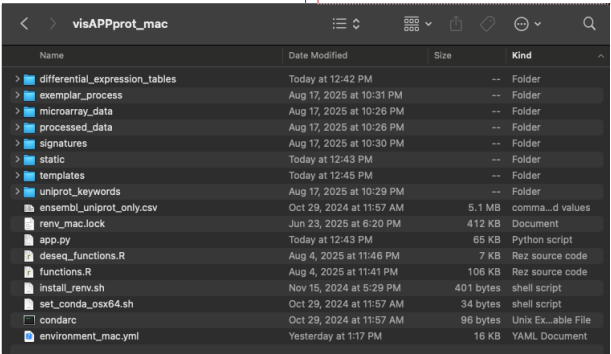 visAPPprot_mac
Name Date Modified Size Kind
differential_expression_tables Today at 12:42 PM -- Folder
exemplar_process Aug 17, 2025 at 10:31 PM -- Folder
microarray_data Aug 17, 2025 at 10:26 PM -- Folder
processed_data Aug 17, 2025 at 10:26 PM -- Folder
signatures Aug 17, 2025 at 10:30 PM -- Folder
static Today at 12:43 PM -- Folder
templates Today at 12:45 PM -- Folder
uniprot_keywords Aug 17, 2025 at 10:29 PM -- Folder
ensembl_uniprot_only.csv Oct 29, 2024 at 11:57 AM 5.1 MB comma...d values
renv_mac.lock Jun 23, 2025 at 6:20 PM 412 KB Document
app.py Today at 12:43 PM 65 KB Python script
deseq_functions.R Aug 4, 2025 at 11:46 PM 7 KB Rez source code
functions.R Aug 4, 2025 at 11:41 PM 106 KB Rez source code
install_renv.sh Nov 15, 2024 at 5:29 PM 401 bytes shell script
set_conda_osx64.sh Oct 29, 2024 at 11:57 AM 34 bytes shell script
condarc Oct 29, 2024 at 11:57 AM 96 bytes Unix Ex...able File
environment_mac.yml Yesterday at 1:17 PM 16 KB YAML Document